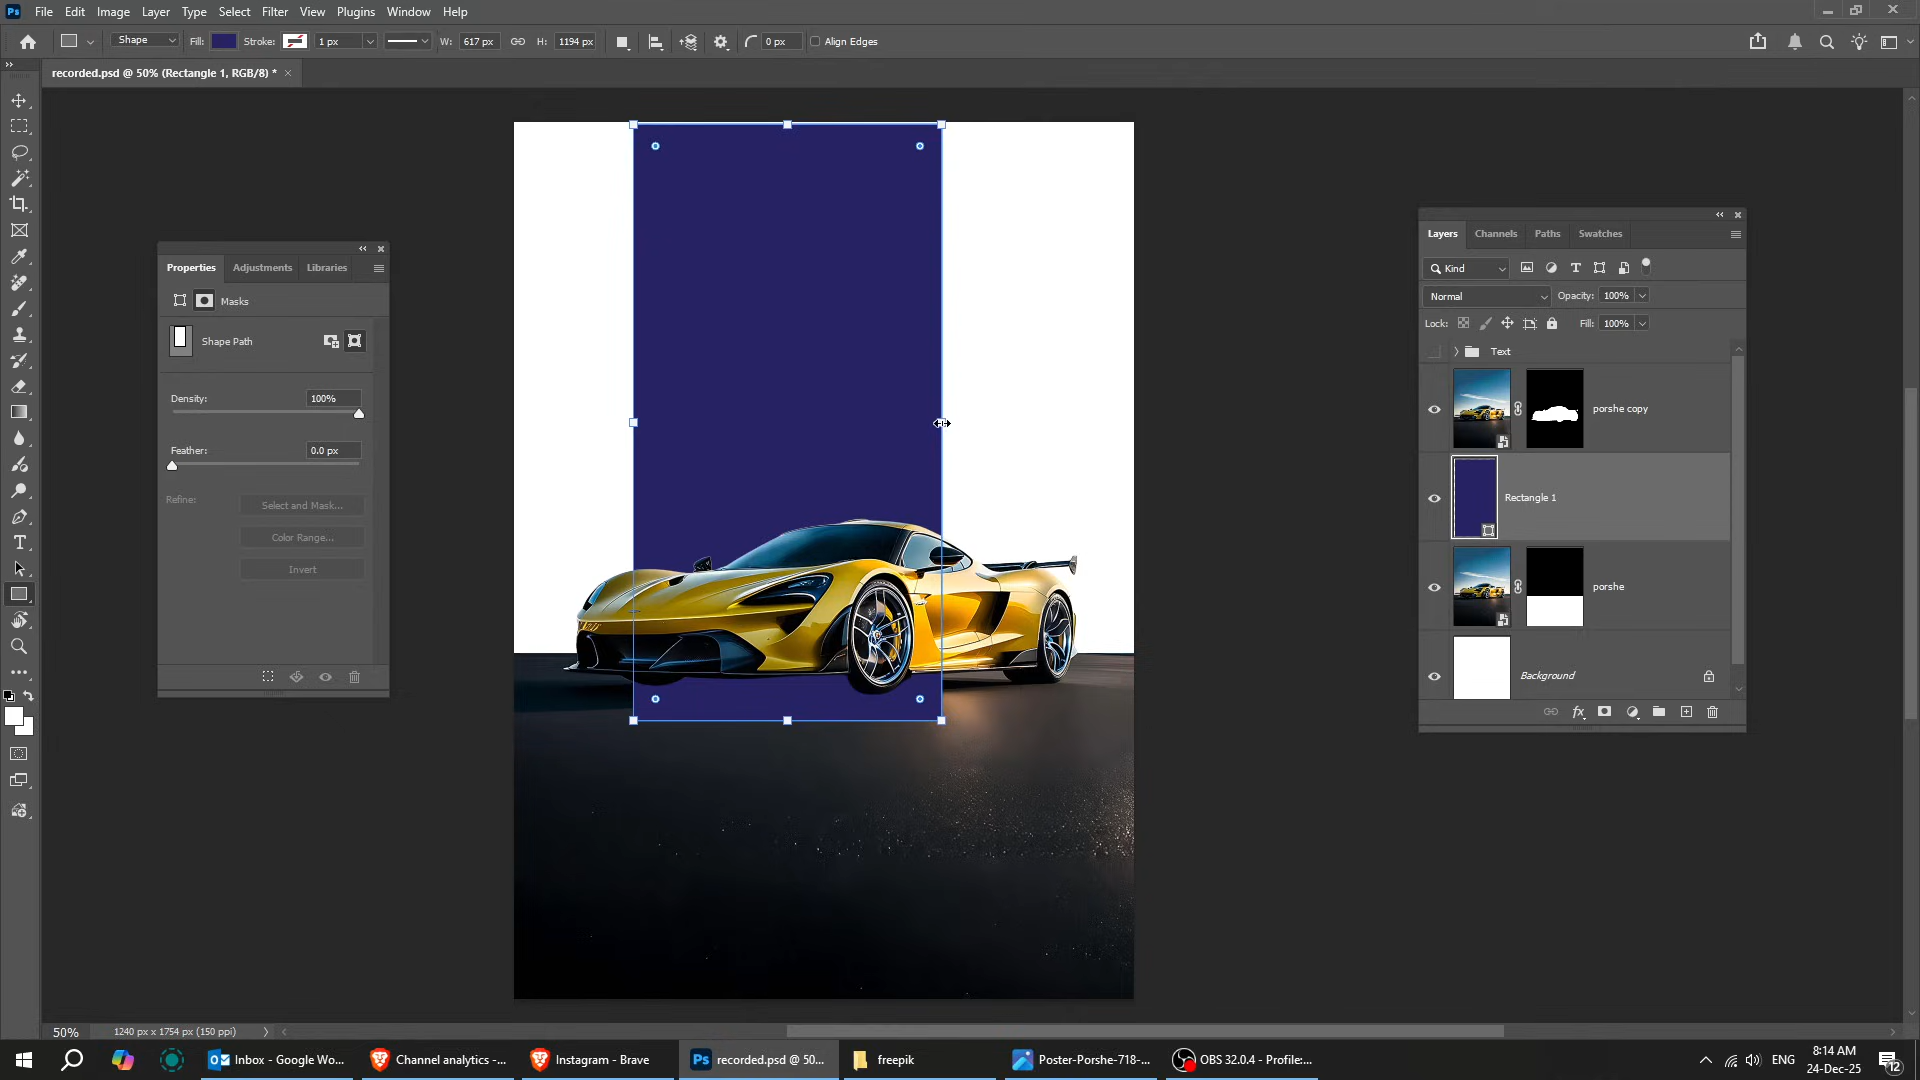 Ps File Edit Image Layer Type Select Filter View Plugins Window Help
Shape Fill: Stroke: 1 px W: 617 px H: 1194 px 0 px Align Edges
recorded.psd @ 50% (Rectangle 1, RGB/8) *
Properties Adjustments Libraries
Masks
Shape Path
Density: 100%
Feather: 0.0 px
Refine: Select and Mask...
Color Range...
Invert
Layers Channels Paths Swatches
Kind
Normal Opacity: 100%
Lock: Fill: 100%
Text
porshe copy
Rectangle 1
porshe
Background
fx
50% 1240 px x 1754 px (150 ppi)
Inbox - Google Wo...
Channel analytics -...
Instagram - Brave
Ps recorded.psd @ 50...
freepik
Poster-Porshe-718-...
OBS 32.0.4 - Profile:...
ENG
8:14 AM
24-Dec-25
12